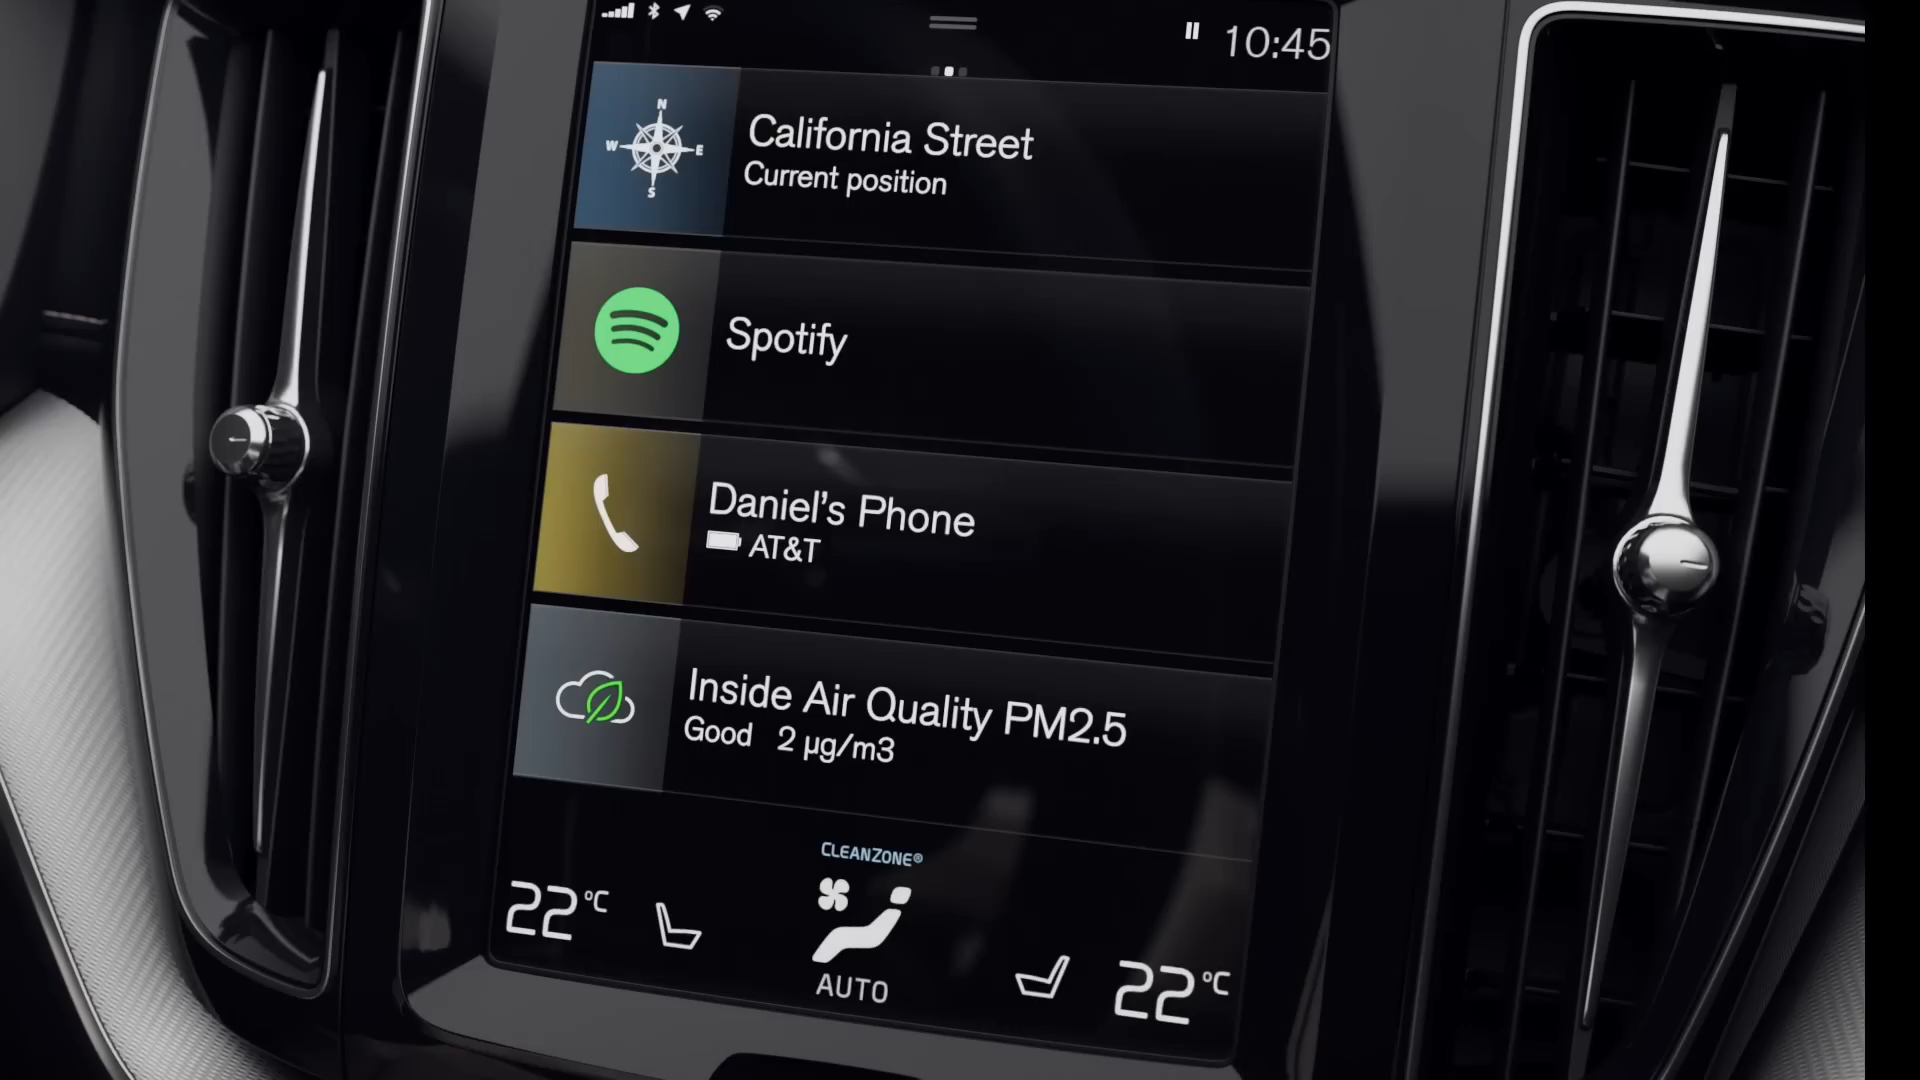 10:45
N
W E
S
California Street
Current position
Spotify
Daniel's Phone
AT&T
Inside Air Quality PM2.5
Good 2 µg/m3
CLEANZONE®
22°C
AUTO
22°C